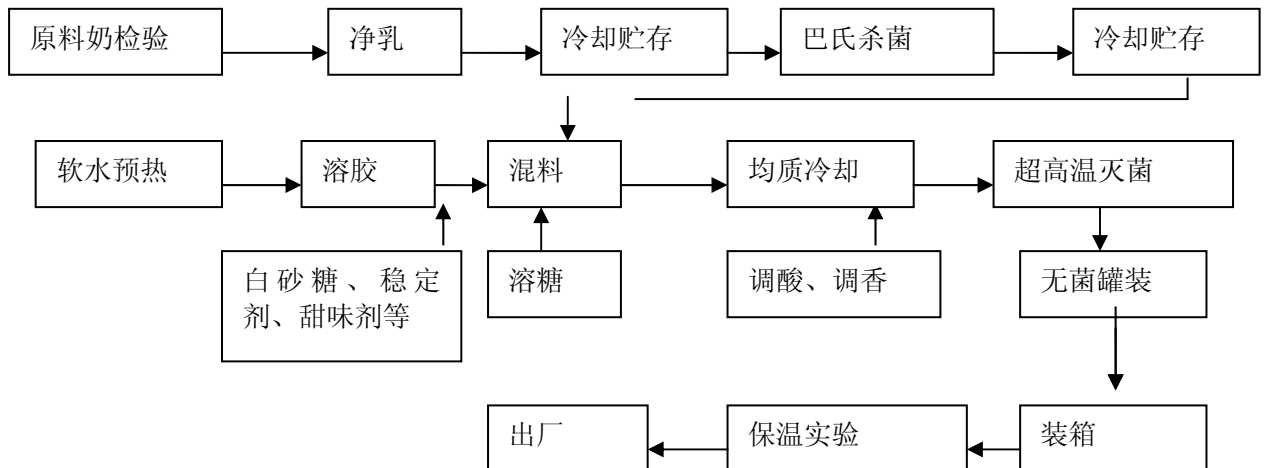 原料奶检验
净乳
冷却贮存
巴氏杀菌
冷却贮存
软水预热
溶胶
混料
均质冷却
超高温灭菌
白砂糖、稳定
剂、甜味剂等
溶糖
调酸、调香
无菌罐装
出厂
保温实验
装箱